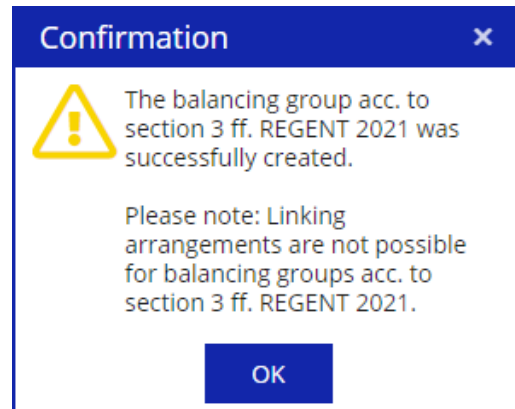 Confirmation ×
The balancing group acc. to
section 3 ff. REGENT 2021 was
successfully created.
Please note: Linking
arrangements are not possible
for balancing groups acc. to
section 3 ff. REGENT 2021.
OK